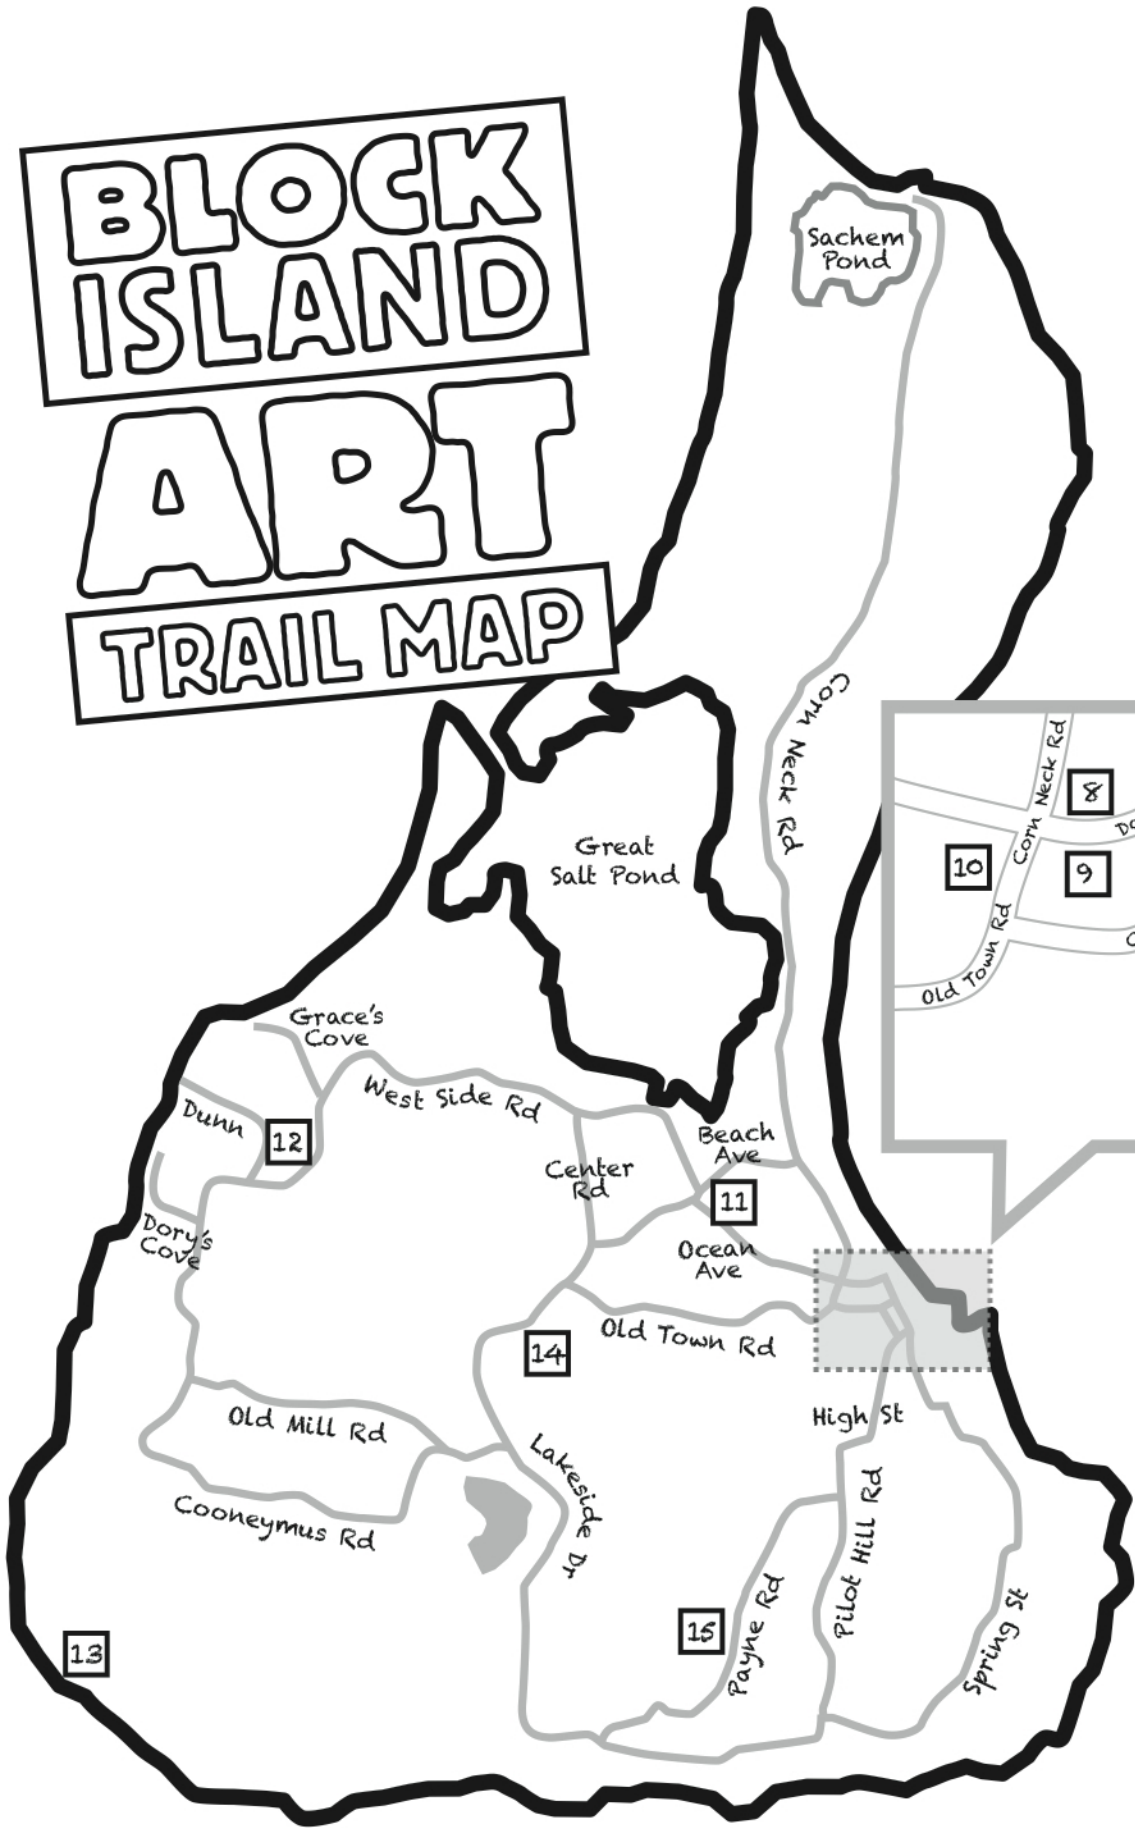 BLOCK
ISLAND
ART
TRAIL MAP
Sachem
Pond
Corn Neck Rd
Great
Salt Pond
Corn Neck Rd
8
10
9
Old Town Rd
Grace's
Cove
West Side Rd
Dunn
12
Beach
Ave
Center
Rd
11
Dory's
Cove
Ocean
Ave
Old Town Rd
14
High St
Old Mill Rd
Lakeside Dr
Cooneymus Rd
Pilot Hill Rd
Payne Rd
Spring St
15
13